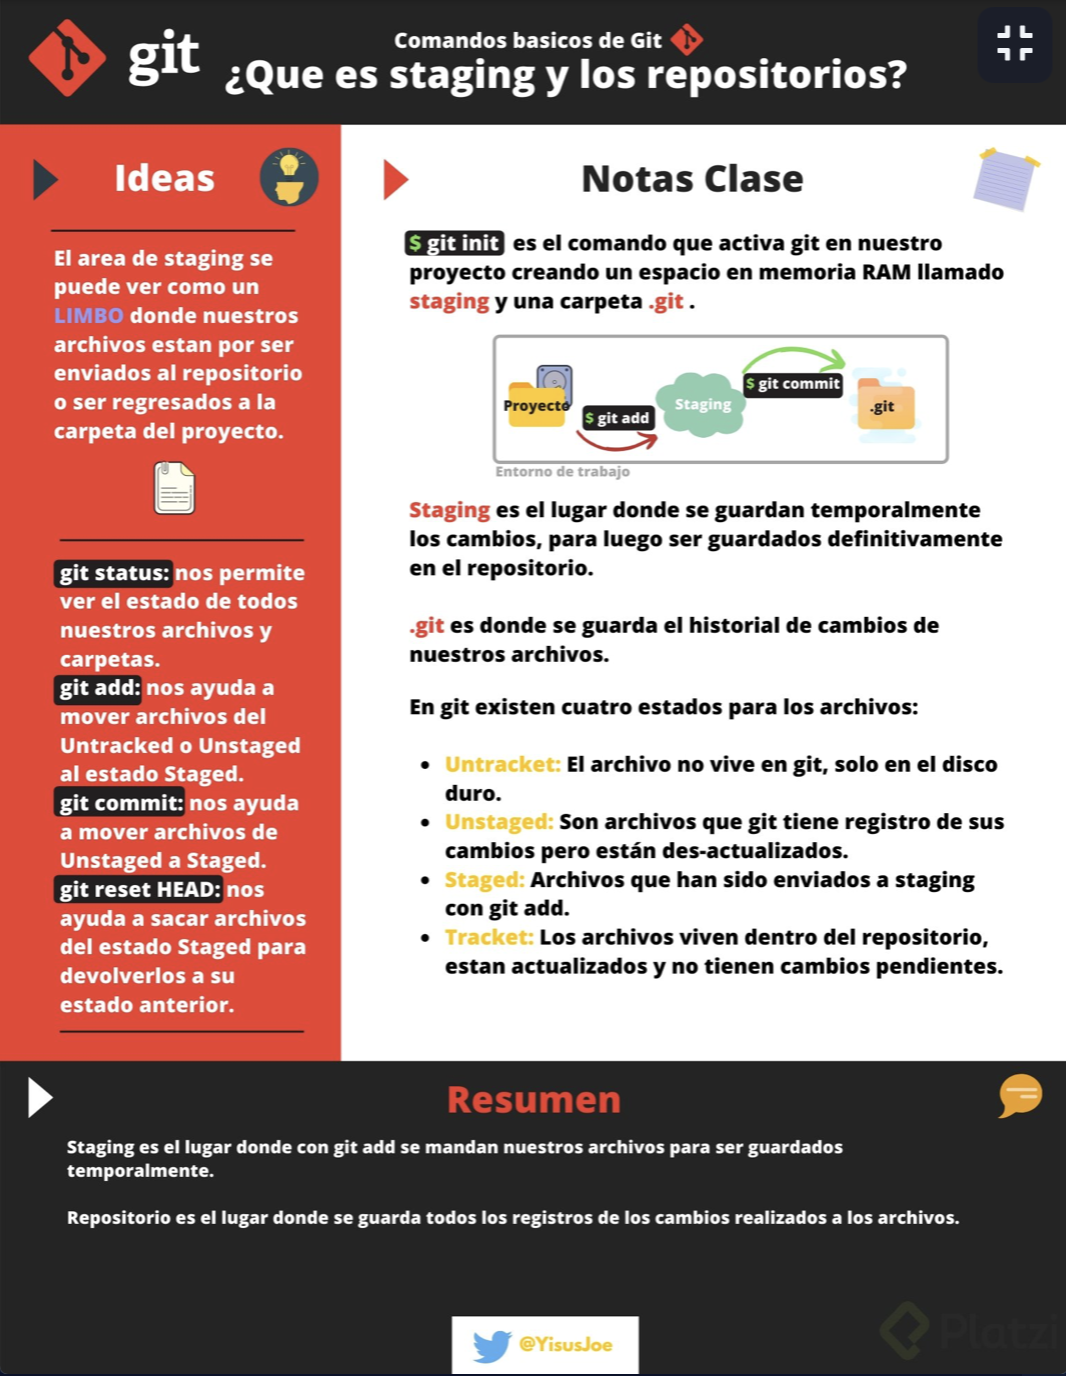 git
Comandos basicos de Git
¿Que es staging y los repositorios?
Ideas
El area de staging se
puede ver como un
LIMBO donde nuestros
archivos estan por ser
enviados al repositorio
o ser regresados a la
carpeta del proyecto.
git status: nos permite
ver el estado de todos
nuestros archivos y
carpetas.
git add: nos ayuda a
mover archivos del
Untracked o Unstaged
al estado Staged.
git commit: nos ayuda
a mover archivos de
Unstaged a Staged.
git reset HEAD: nos
ayuda a sacar archivos
del estado Staged para
devolverlos a su
estado anterior.
Notas Clase
$ git init es el comando que activa git en nuestro
proyecto creando un espacio en memoria RAM llamado
staging y una carpeta .git .
Proyecto
$ git add
Staging
$ git commit
.git
Entorno de trabajo
Staging es el lugar donde se guardan temporalmente
los cambios, para luego ser guardados definitivamente
en el repositorio.
.git es donde se guarda el historial de cambios de
nuestros archivos.
En git existen cuatro estados para los archivos:
• Untracket: El archivo no vive en git, solo en el disco
duro.
• Unstaged: Son archivos que git tiene registro de sus
cambios pero están des-actualizados.
• Staged: Archivos que han sido enviados a staging
con git add.
• Tracket: Los archivos viven dentro del repositorio,
estan actualizados y no tienen cambios pendientes.
Resumen
Staging es el lugar donde con git add se mandan nuestros archivos para ser guardados
temporalmente.
Repositorio es el lugar donde se guarda todos los registros de los cambios realizados a los archivos.
@YisusJoe
Platzi